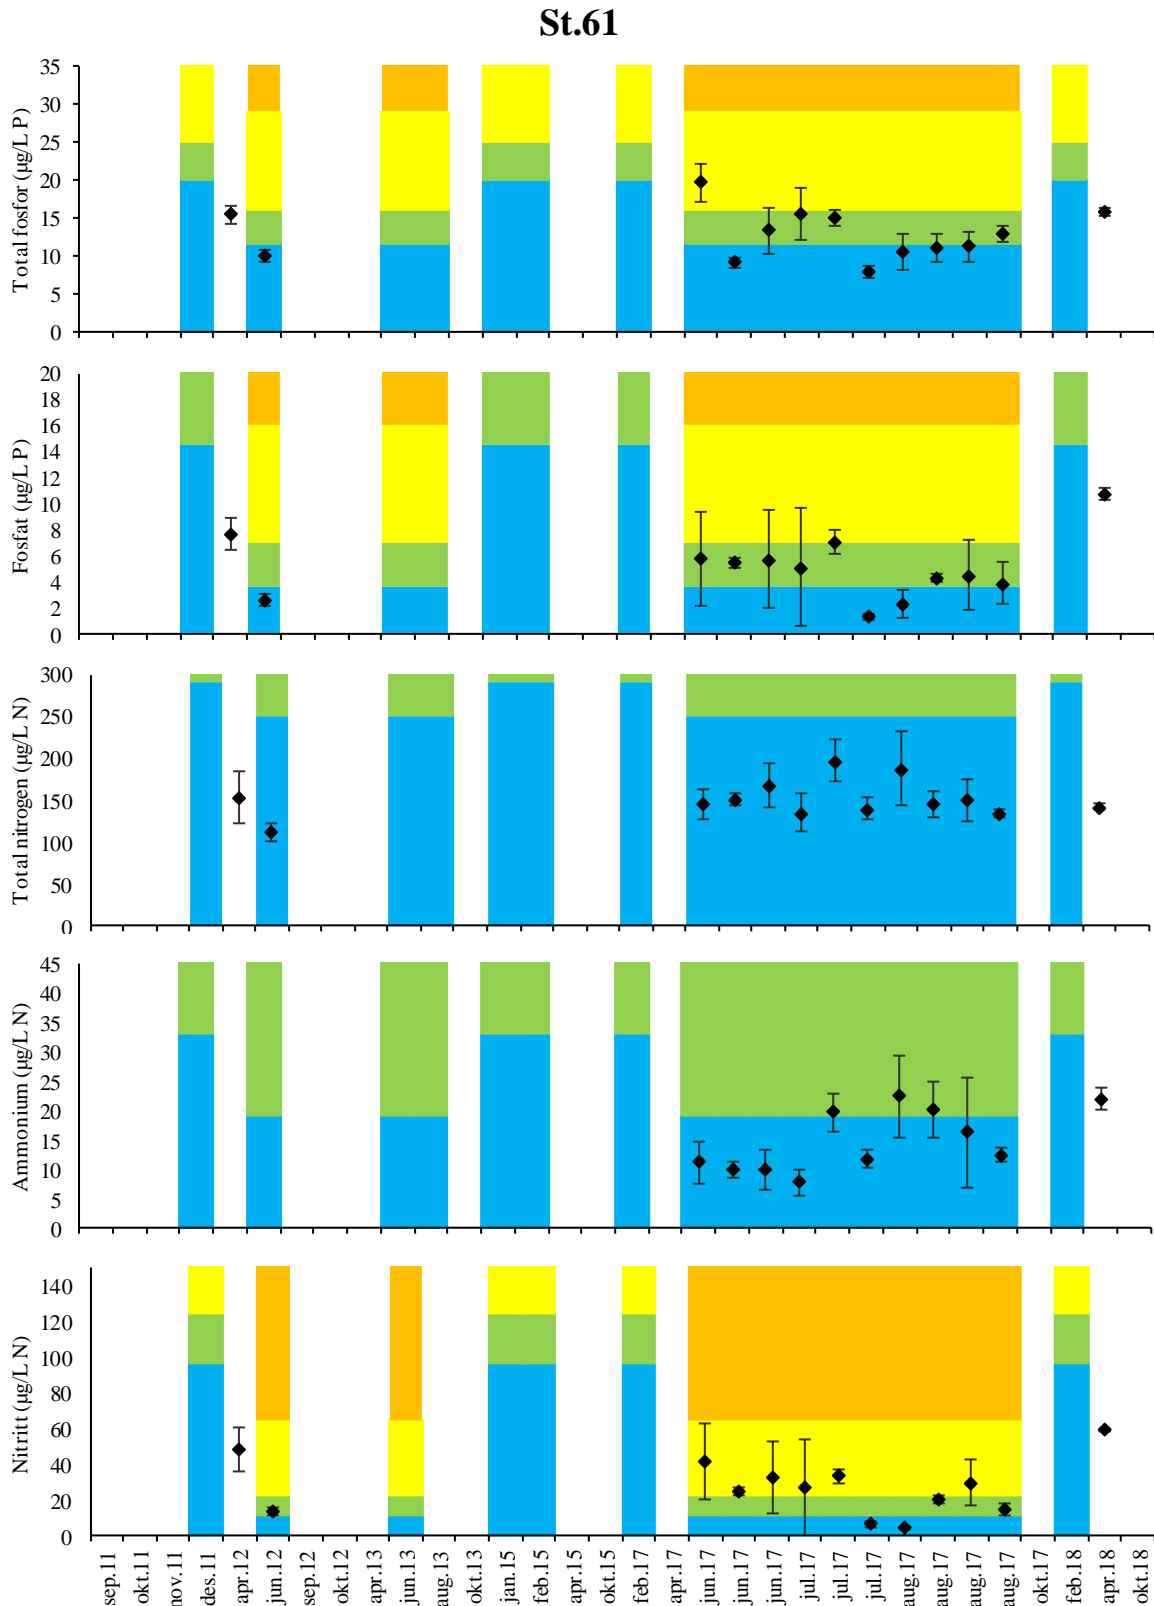 St.61
Total fosfor (µg/L P)
35
30
25
20
15
10
5
0
Fosfat (µg/L P)
20
18
16
14
12
10
8
6
4
2
0
Total nitrogen (µg/L N)
300
250
200
150
100
50
0
Ammonium (µg/L N)
45
40
35
30
25
20
15
10
5
0
Nitritt (µg/L N)
140
120
100
80
60
40
20
0
sep.11
okt.11
nov.11
des.11
apr.12
jun.12
sep.12
okt.12
apr.13
jun.13
aug.13
okt.13
jan.15
feb.15
apr.15
okt.15
feb.17
apr.17
jun.17
jun.17
jun.17
jul.17
jul.17
jul.17
aug.17
aug.17
aug.17
aug.17
okt.17
feb.18
apr.18
okt.18